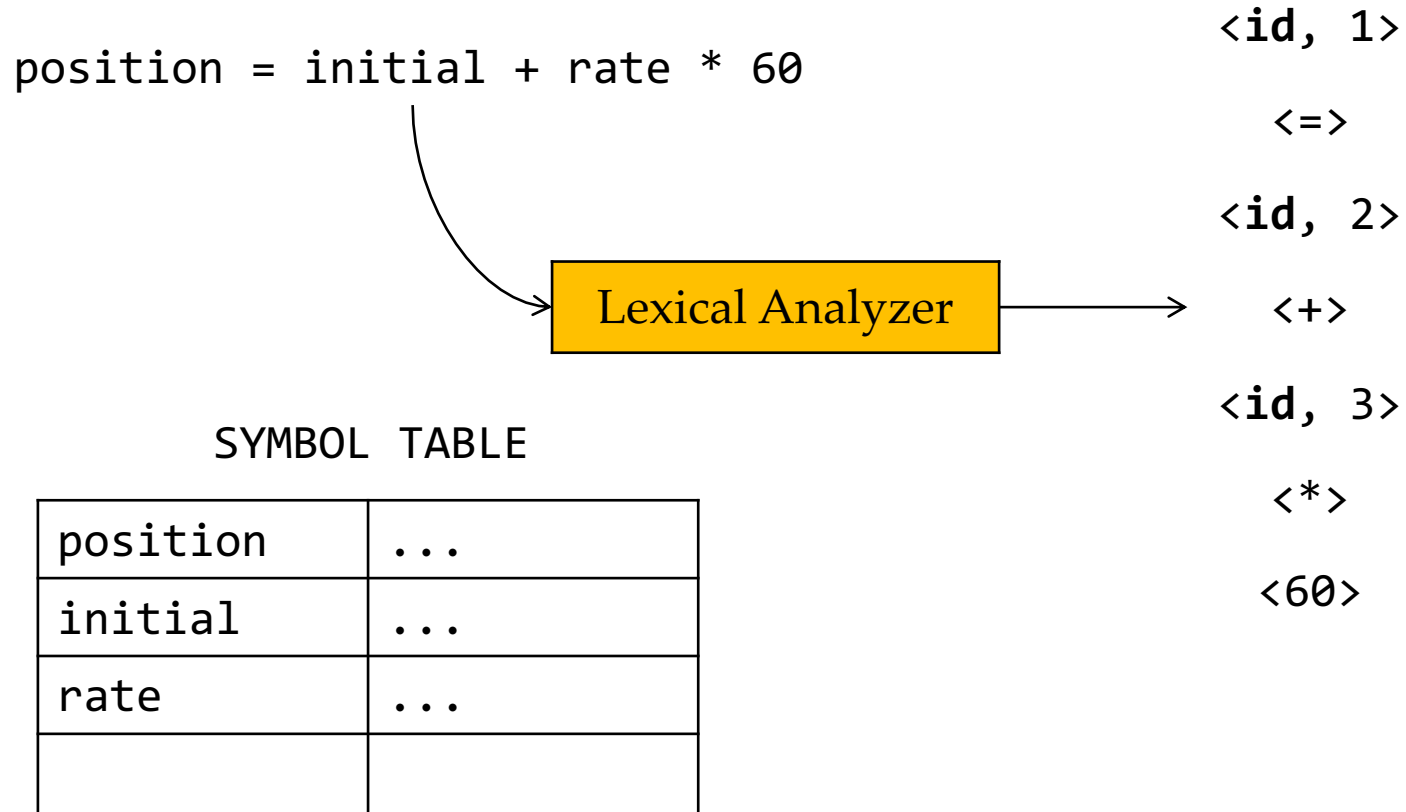 position = initial + rate * 60
Lexical Analyzer
<id, 1>
<=>
<id, 2>
<+>
<id, 3>
<*>
<60>
SYMBOL TABLE
position ...
initial ...
rate ...